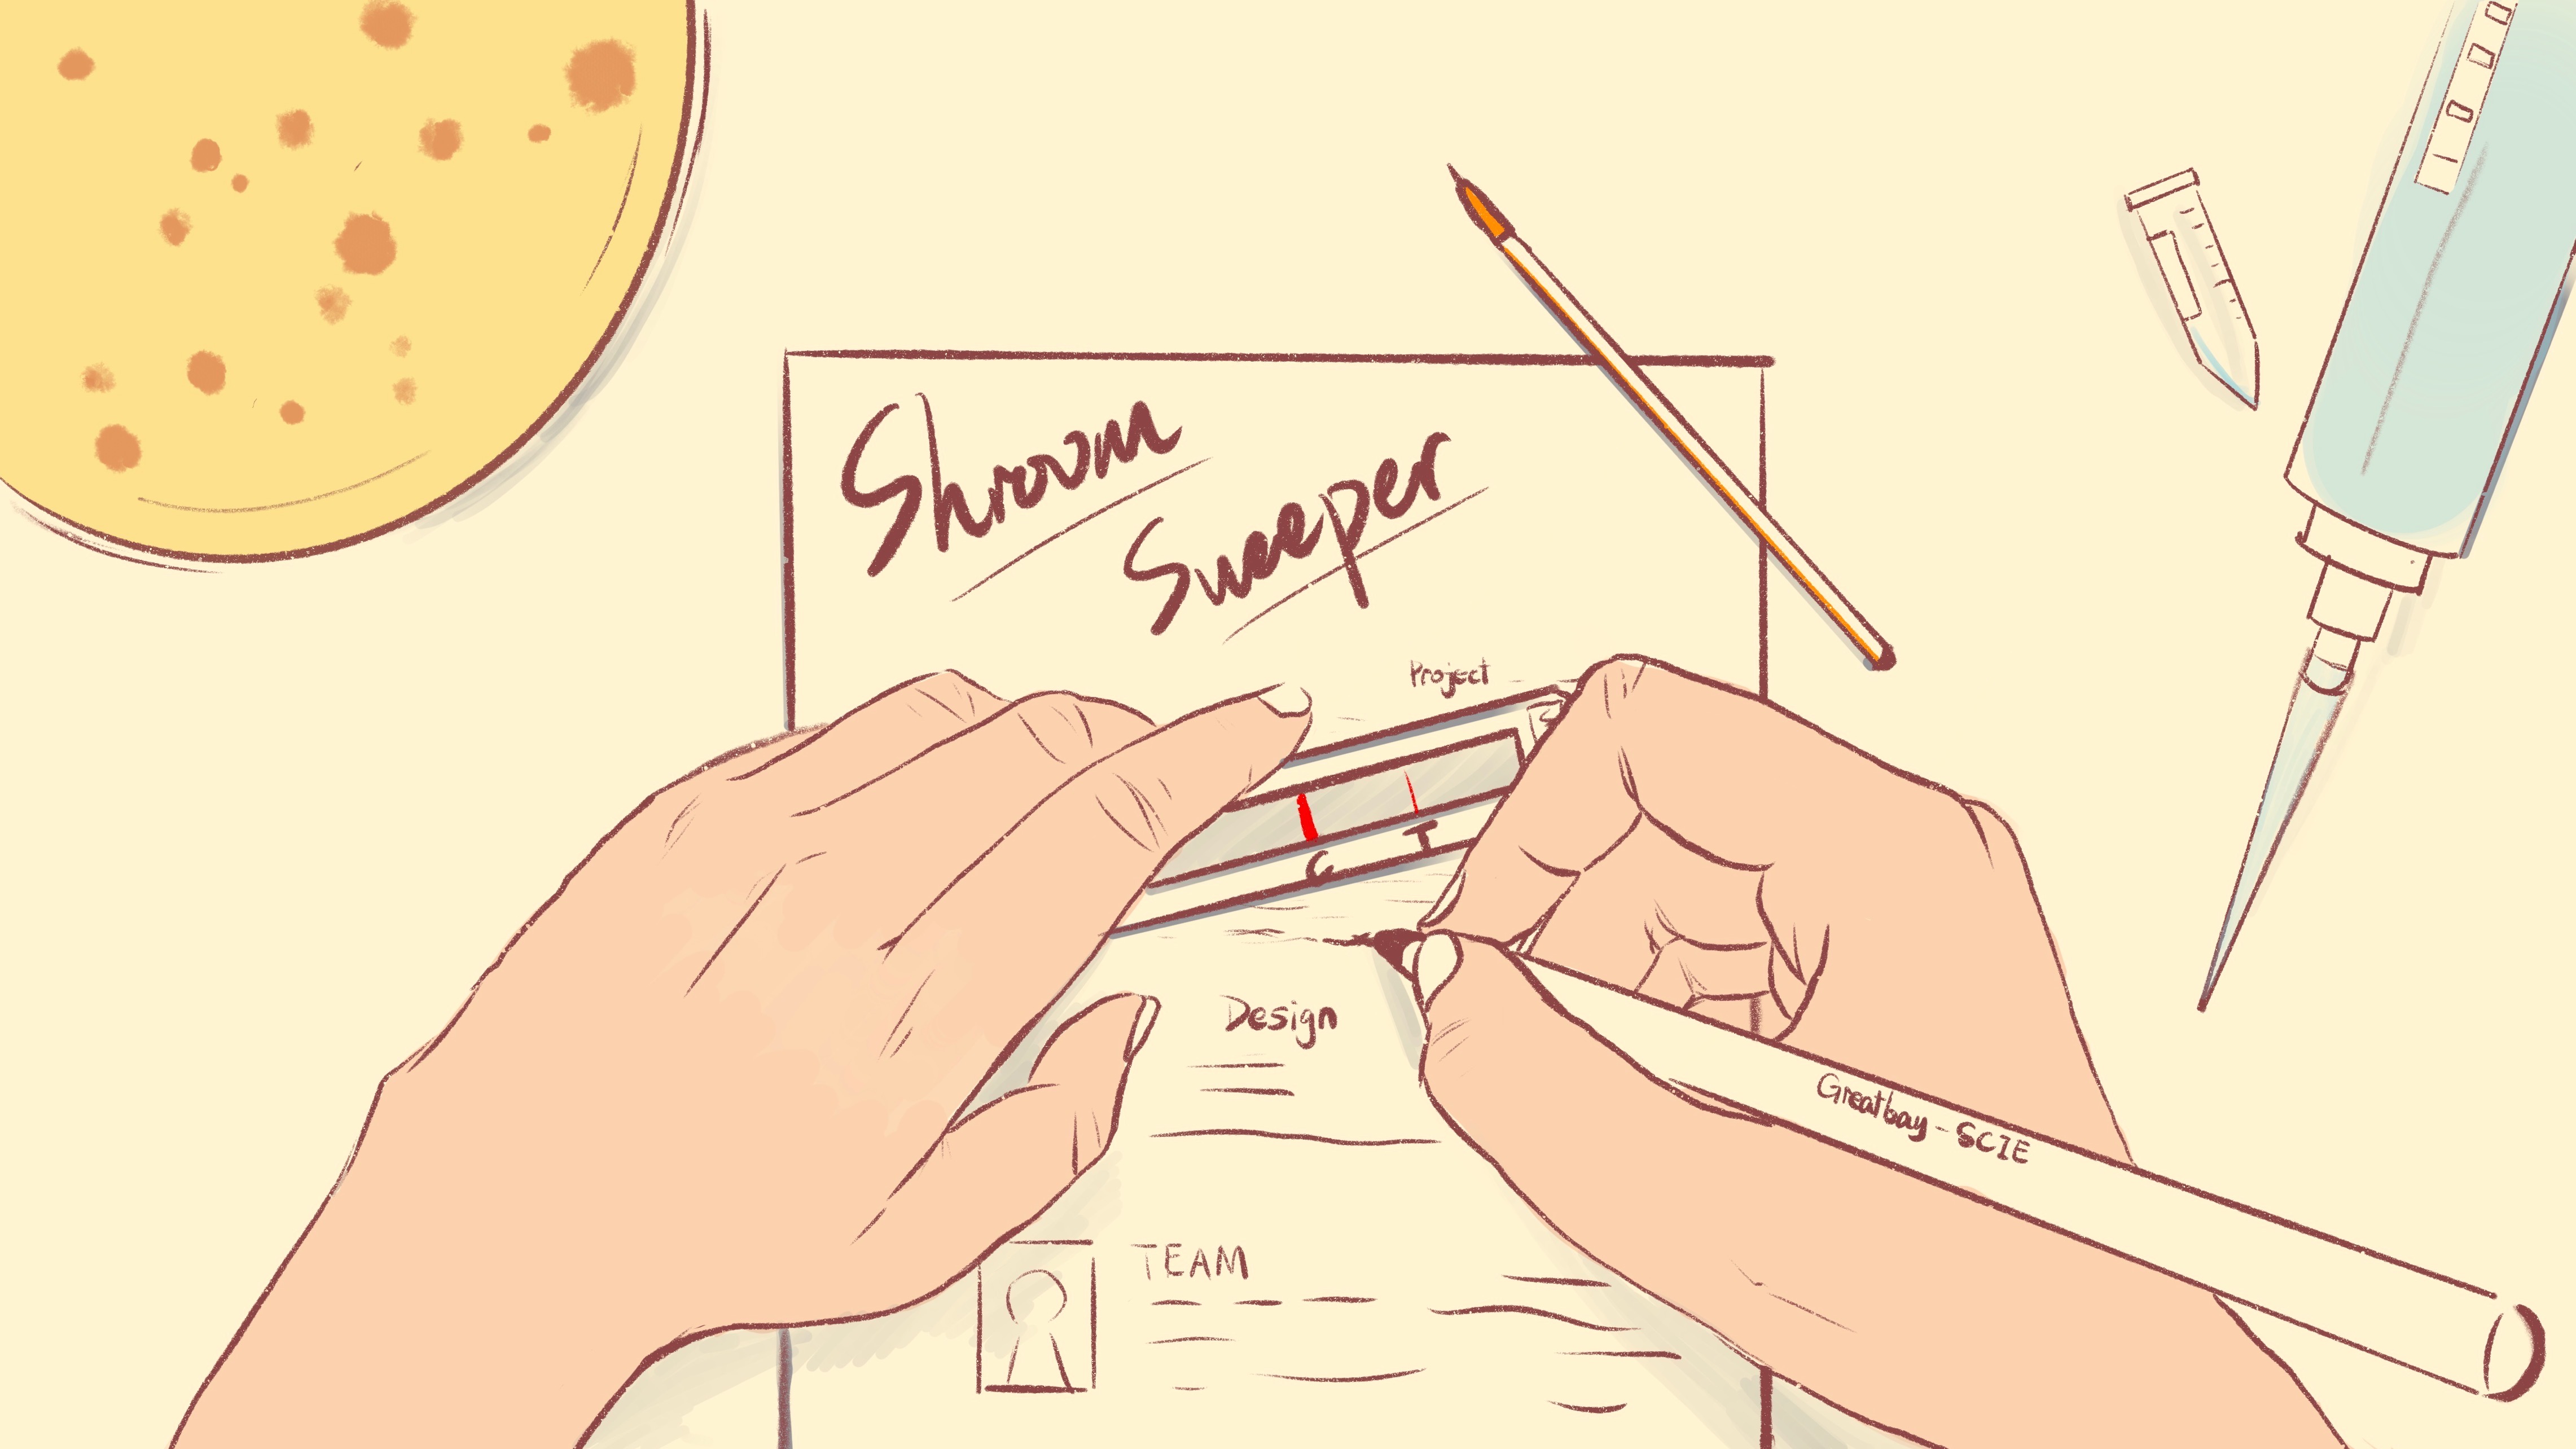 Shroom
Sweeper
Project
C T
Design
Greatbay - SCIE
TEAM